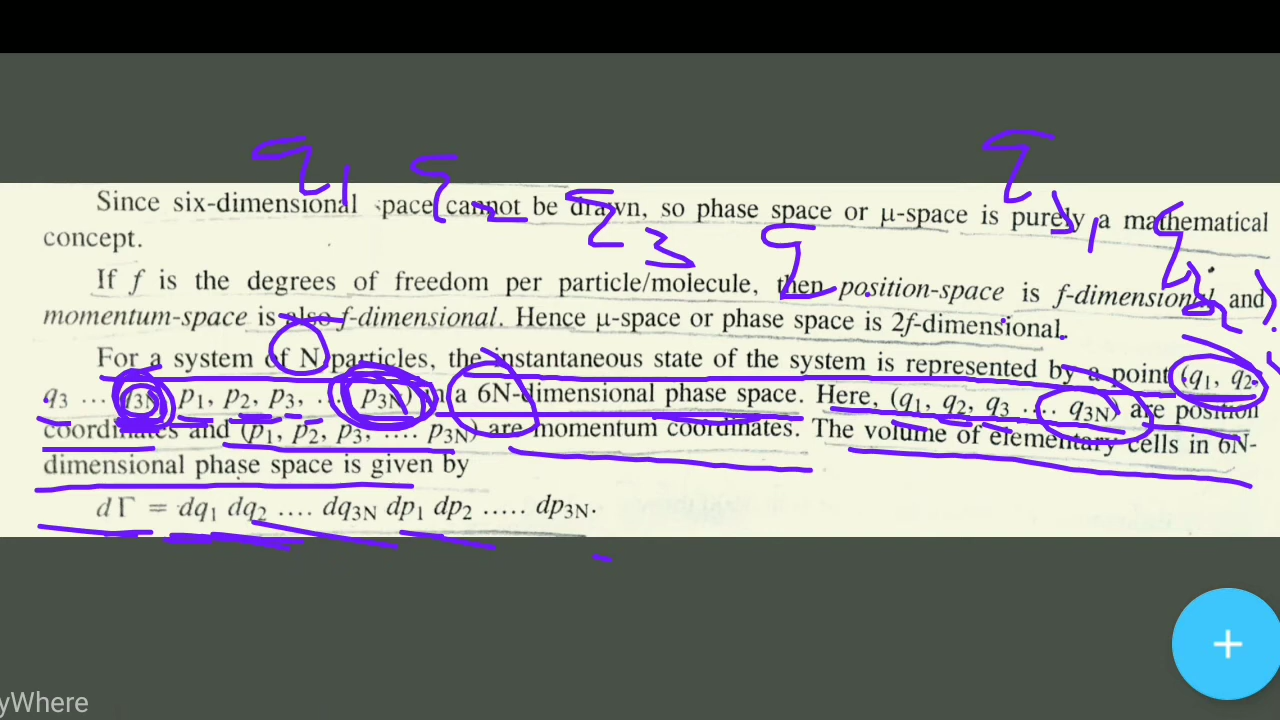 q1 q2 q3 q
q
Since six-dimensional space cannot be drawn, so phase space or μ-space is purely a mathematical
concept.
If f is the degrees of freedom per particle/molecule, then position-space is f-dimensional and
momentum-space is also f-dimensional. Hence μ-space or phase space is 2f-dimensional.
For a system of N particles, the instantaneous state of the system is represented by a point (q1, q2,
q3 ... q3N, p1, p2, p3, ... p3N) in a 6N-dimensional phase space. Here, (q1, q2, q3 .... q3N) are position
coordinates and (p1, p2, p3, .... p3N) are momentum coordinates. The volume of elementary cells in 6N-
dimensional phase space is given by
dΓ = dq1 dq2 .... dq3N dp1 dp2 ..... dp3N.
yWhere
+